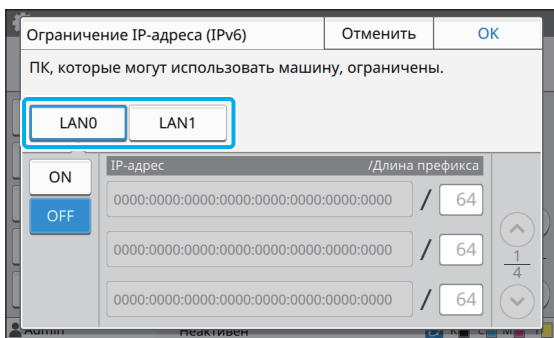 Ограничение IP-адреса (IPv6)
Отменить
OK
ПК, которые могут использовать машину, ограничены.
LAN0
LAN1
ON
OFF
IP-адрес
/Длина префикса
0000:0000:0000:0000:0000:0000:0000:0000 / 64
0000:0000:0000:0000:0000:0000:0000:0000 / 64
0000:0000:0000:0000:0000:0000:0000:0000 / 64
1
4
Admin
Неактивен
K C M Y